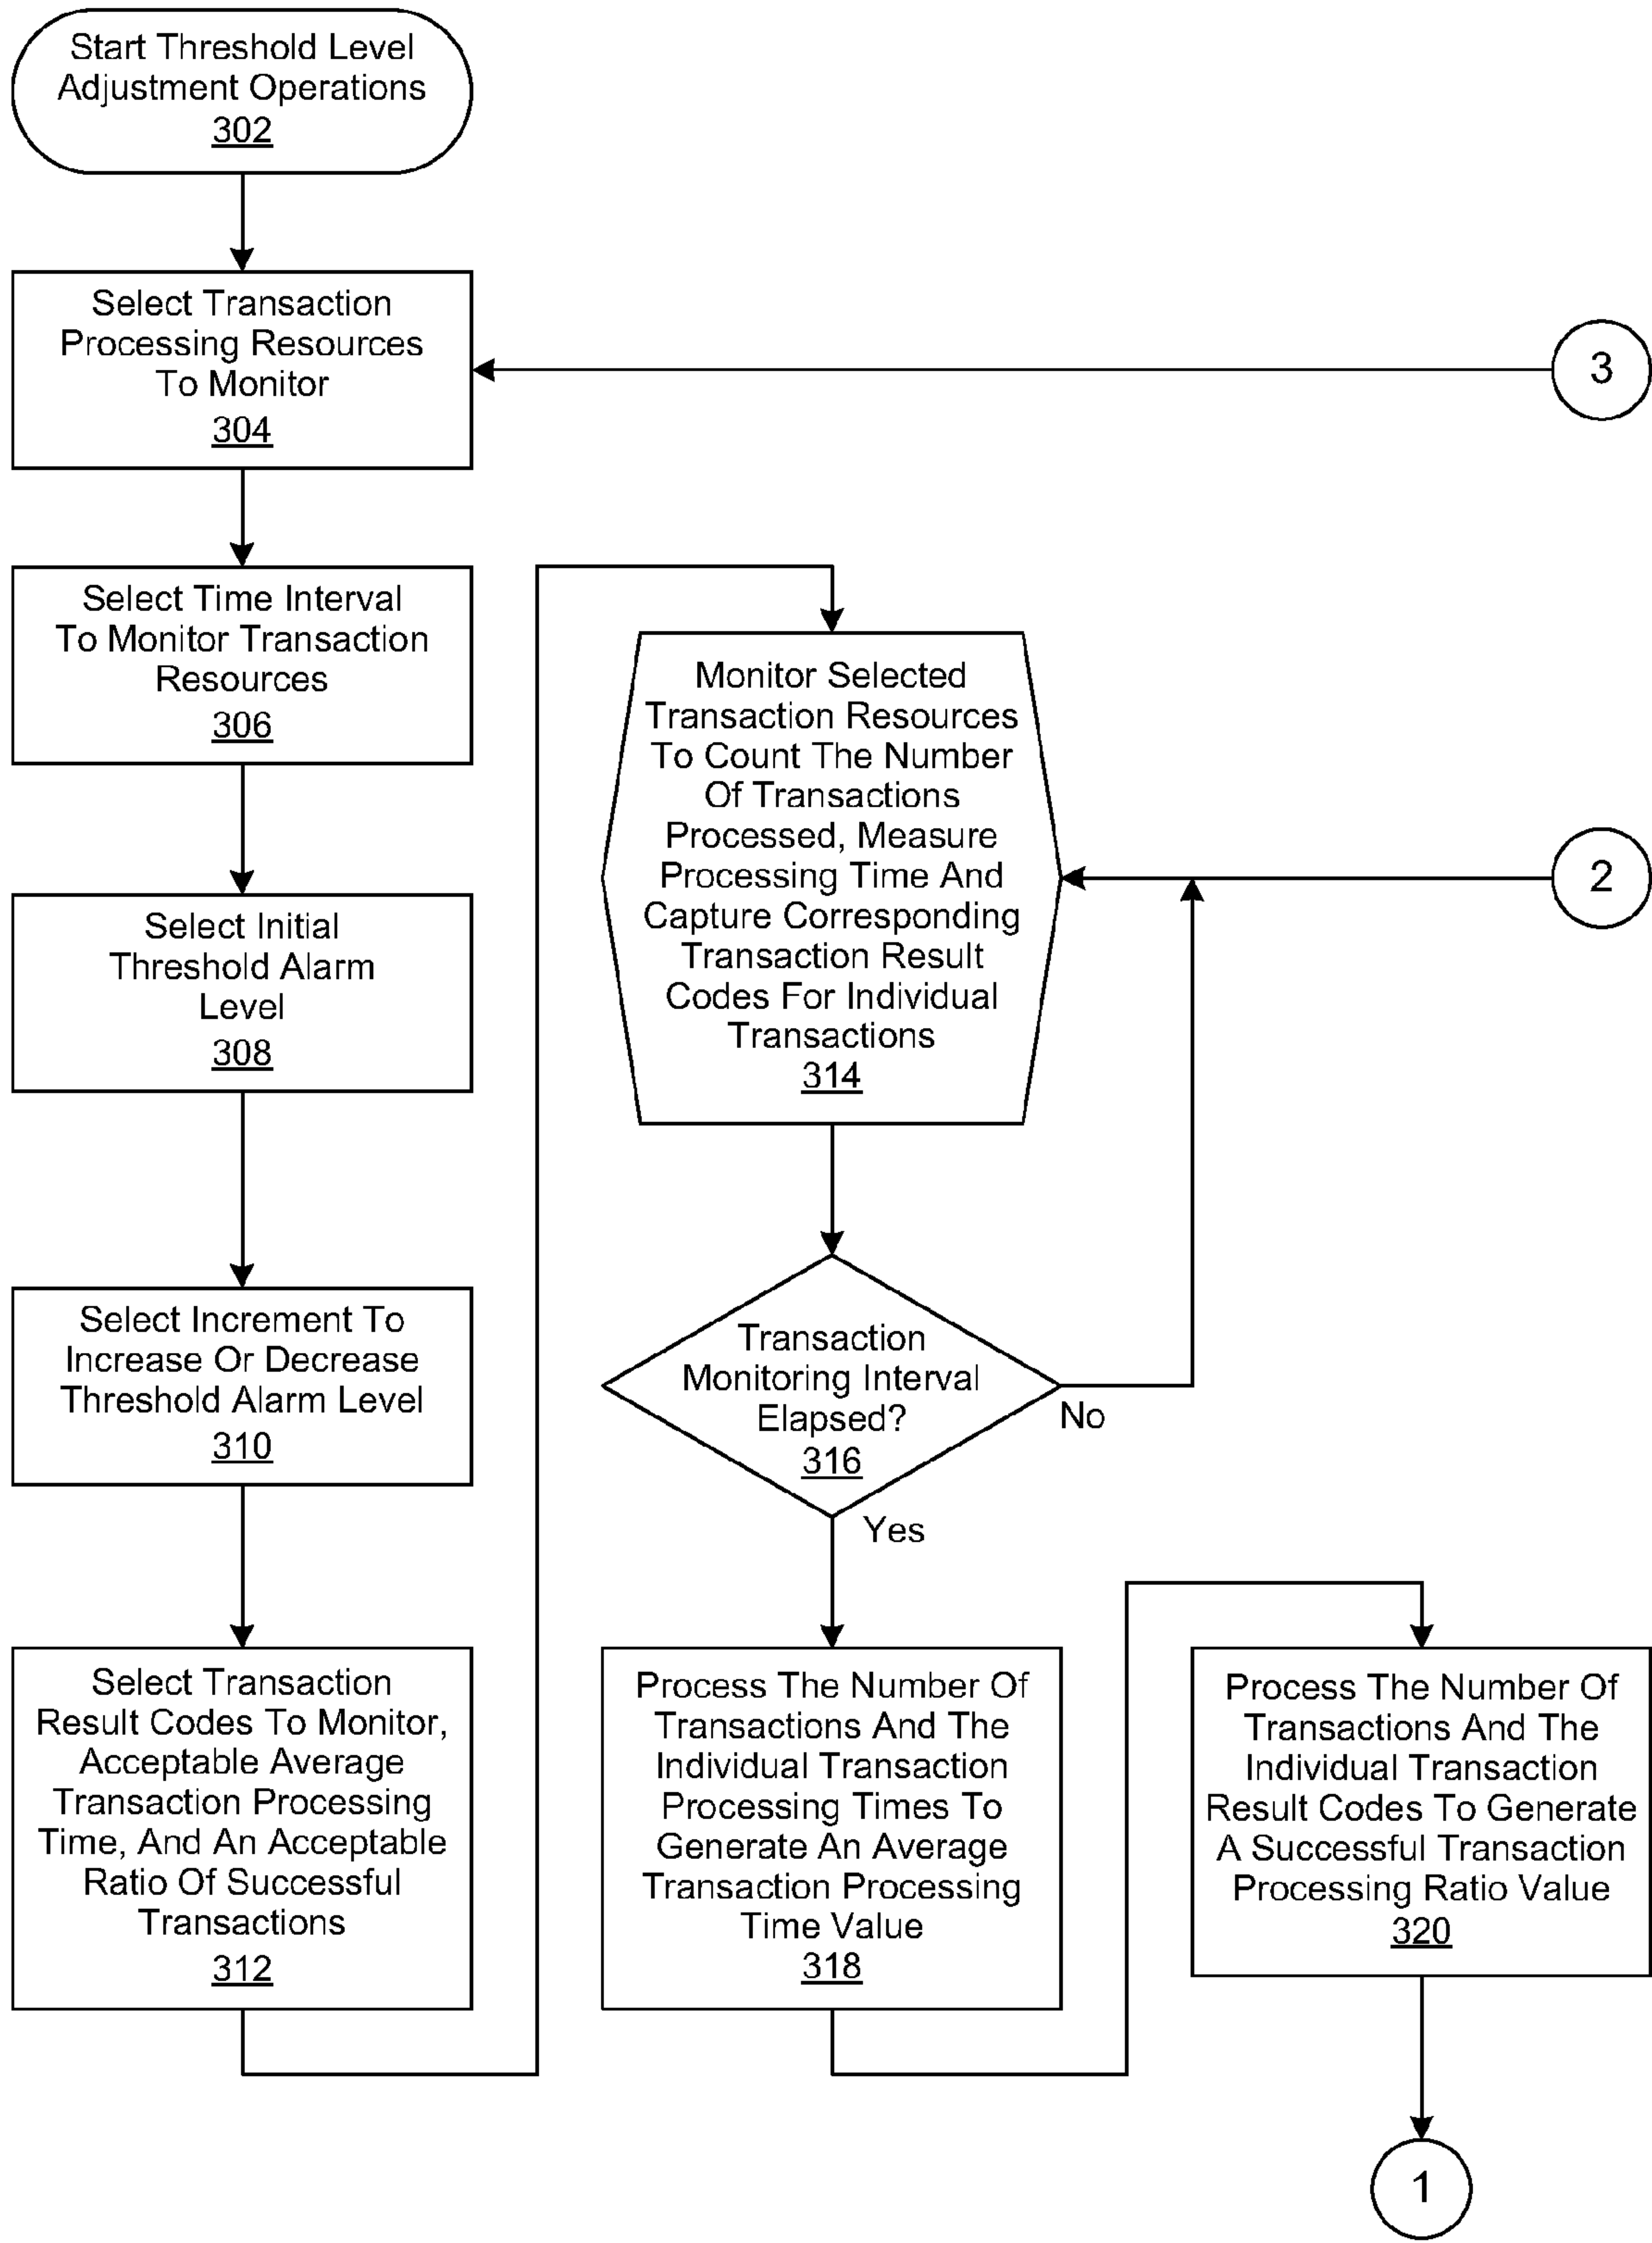 Start Threshold Level
Adjustment Operations
302
Select Transaction
Processing Resources
To Monitor
304
3
Select Time Interval
To Monitor Transaction
Resources
306
Select Initial
Threshold Alarm
Level
308
Select Increment To
Increase Or Decrease
Threshold Alarm Level
310
Select Transaction
Result Codes To Monitor,
Acceptable Average
Transaction Processing
Time, And An Acceptable
Ratio Of Successful
Transactions
312
Monitor Selected
Transaction Resources
To Count The Number
Of Transactions
Processed, Measure
Processing Time And
Capture Corresponding
Transaction Result
Codes For Individual
Transactions
314
2
Transaction
Monitoring Interval
Elapsed?
316
No
Yes
Process The Number Of
Transactions And The
Individual Transaction
Processing Times To
Generate An Average
Transaction Processing
Time Value
318
Process The Number Of
Transactions And The
Individual Transaction
Result Codes To Generate
A Successful Transaction
Processing Ratio Value
320
1